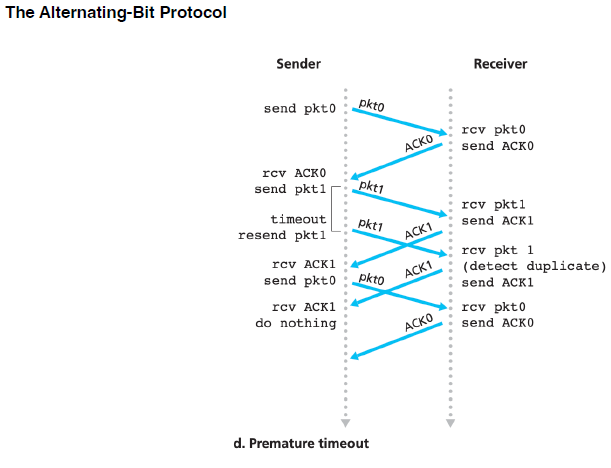 The Alternating-Bit Protocol
Sender
Receiver
send pkt0
pkt0
rcv pkt0
send ACK0
ACK0
rcv ACK0
send pkt1
pkt1
rcv pkt1
send ACK1
timeout
resend pkt1
pkt1
ACK1
rcv pkt 1
(detect duplicate)
send ACK1
rcv ACK1
send pkt0
pkt0
ACK1
rcv pkt0
send ACK0
rcv ACK1
do nothing
ACK0
d. Premature timeout